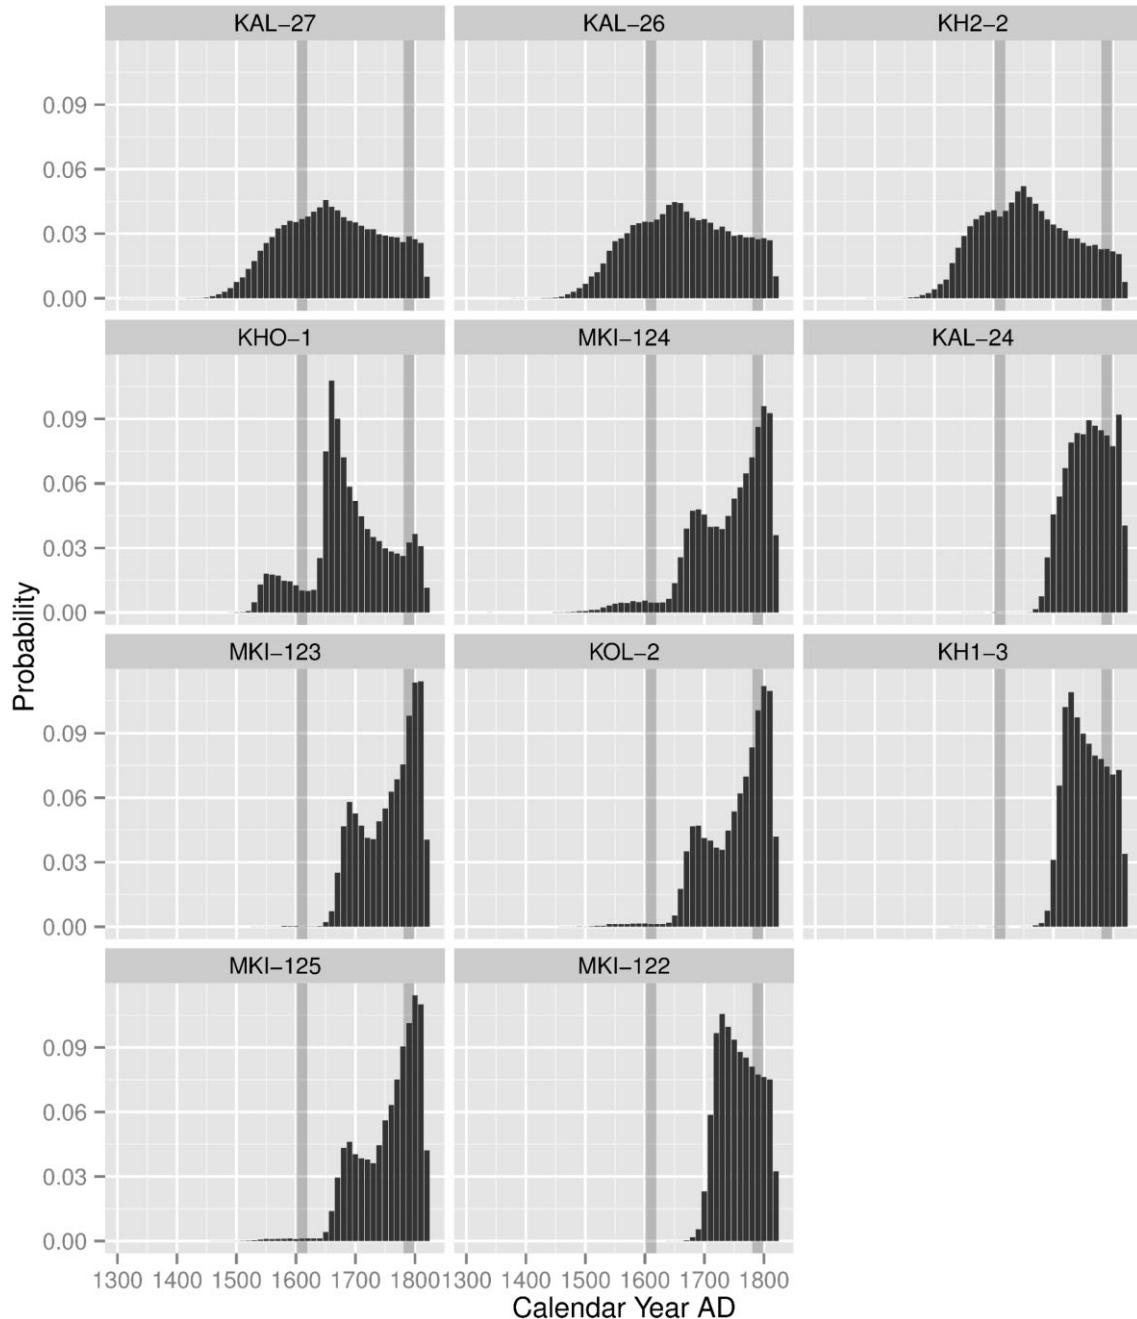 KAL−27 KAL−26 KH2−2
0.09
0.06
0.03
0.00
KHO−1 MKI−124 KAL−24
0.09
0.06
0.03
0.00
MKI−123 KOL−2 KH1−3
0.09
0.06
0.03
0.00
MKI−125 MKI−122
0.09
0.06
0.03
0.00
1300 1400 1500 1600 1700 1800 1300 1500 1600 1700 1800
Calendar Year AD
Probability